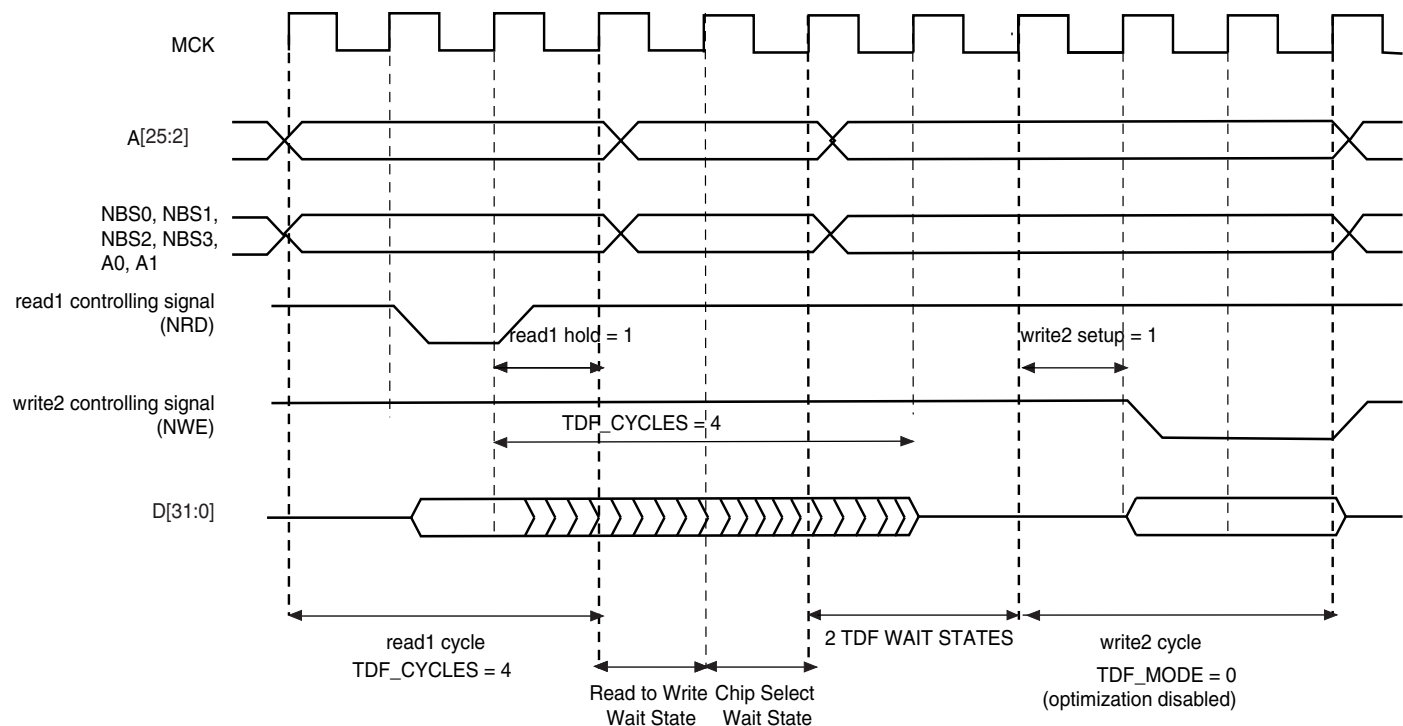 MCK
A[25:2]
NBS0, NBS1,
NBS2, NBS3,
A0, A1
read1 controlling signal
(NRD)
read1 hold = 1
write2 setup = 1
write2 controlling signal
(NWE)
TDF_CYCLES = 4
D[31:0]
read1 cycle
TDF_CYCLES = 4
2 TDF WAIT STATES
write2 cycle
TDF_MODE = 0
(optimization disabled)
Read to Write
Wait State
Chip Select
Wait State